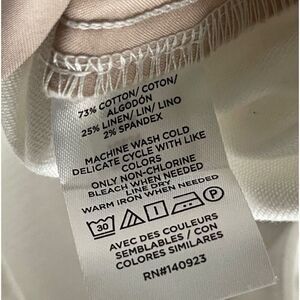 73% COTTON/ COTON/
ALGODÓN
25% LINEN/ LIN/ LINO
2% SPANDEX
MACHINE WASH COLD
DELICATE CYCLE WITH LIKE
COLORS
ONLY NON-CHLORINE
BLEACH WHEN NEEDED
LINE DRY
WARM IRON WHEN NEEDED
30 P
AVEC DES COULEURS
SEMBLABLES / CON
COLORES SIMILARES
RN#140923